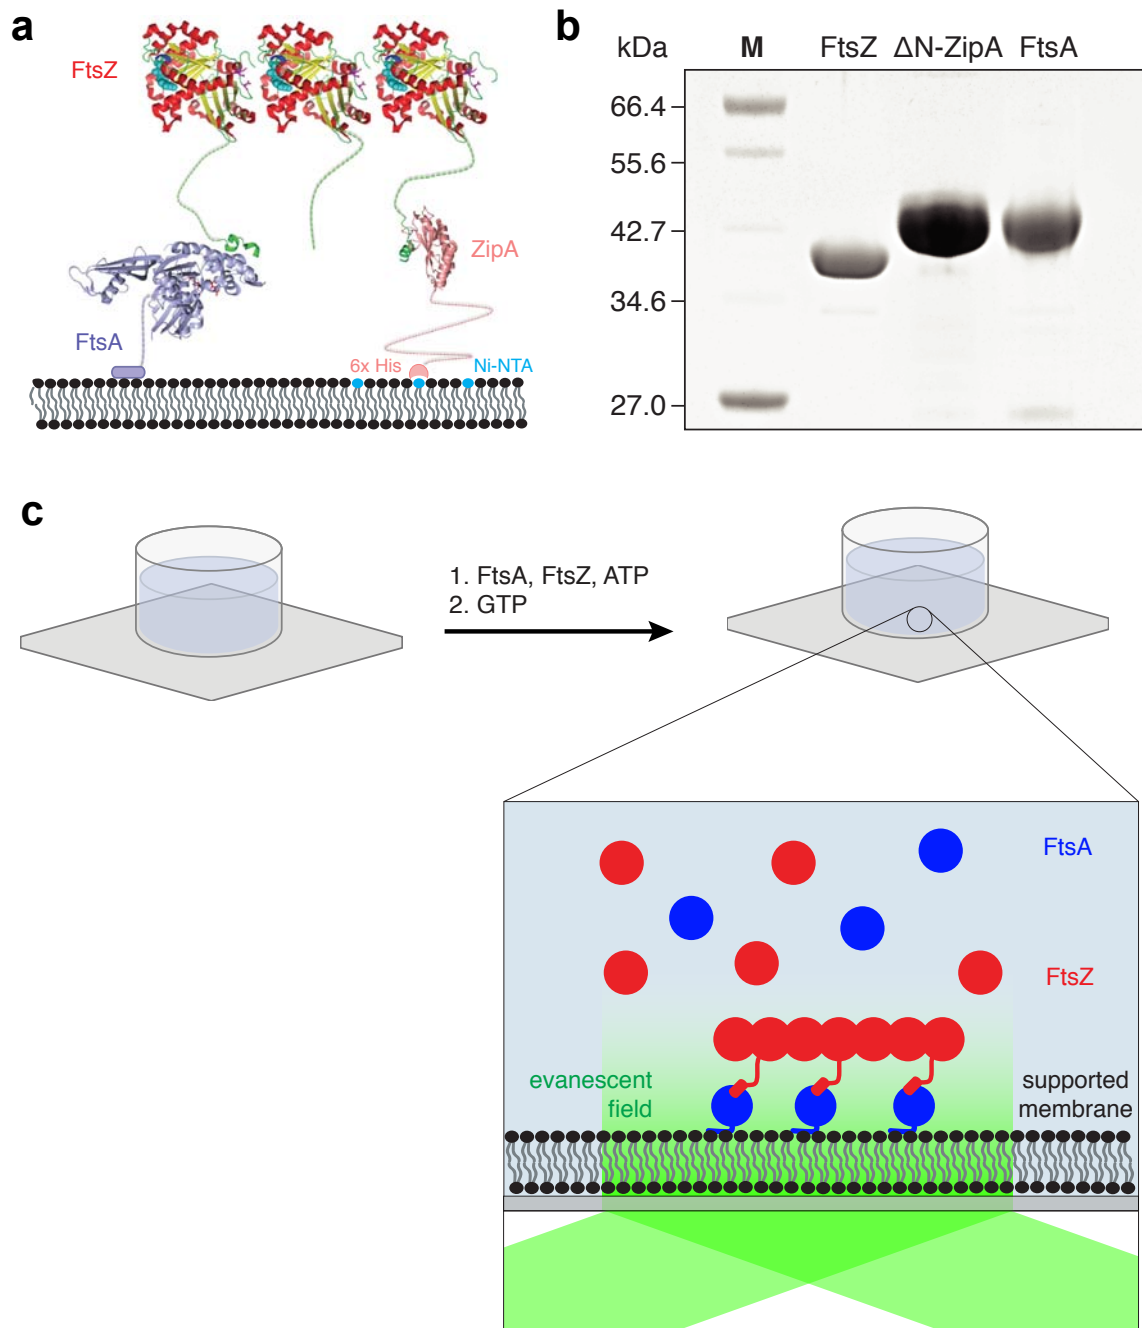 a
FtsZ
FtsA
ZipA
6x His
Ni-NTA
b
kDa M FtsZ ΔN-ZipA FtsA
66.4
55.6
42.7
34.6
27.0
c
1. FtsA, FtsZ, ATP
2. GTP
FtsA
FtsZ
evanescent
field
supported
membrane